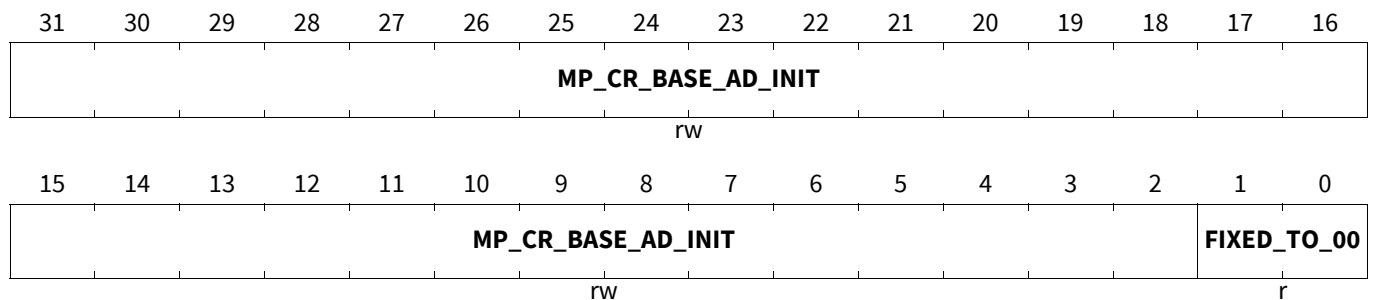 31 30 29 28 27 26 25 24 23 22 21 20 19 18 17 16
MP_CR_BASE_AD_INIT
rw
15 14 13 12 11 10 9 8 7 6 5 4 3 2 1 0
MP_CR_BASE_AD_INIT FIXED_TO_00
rw r